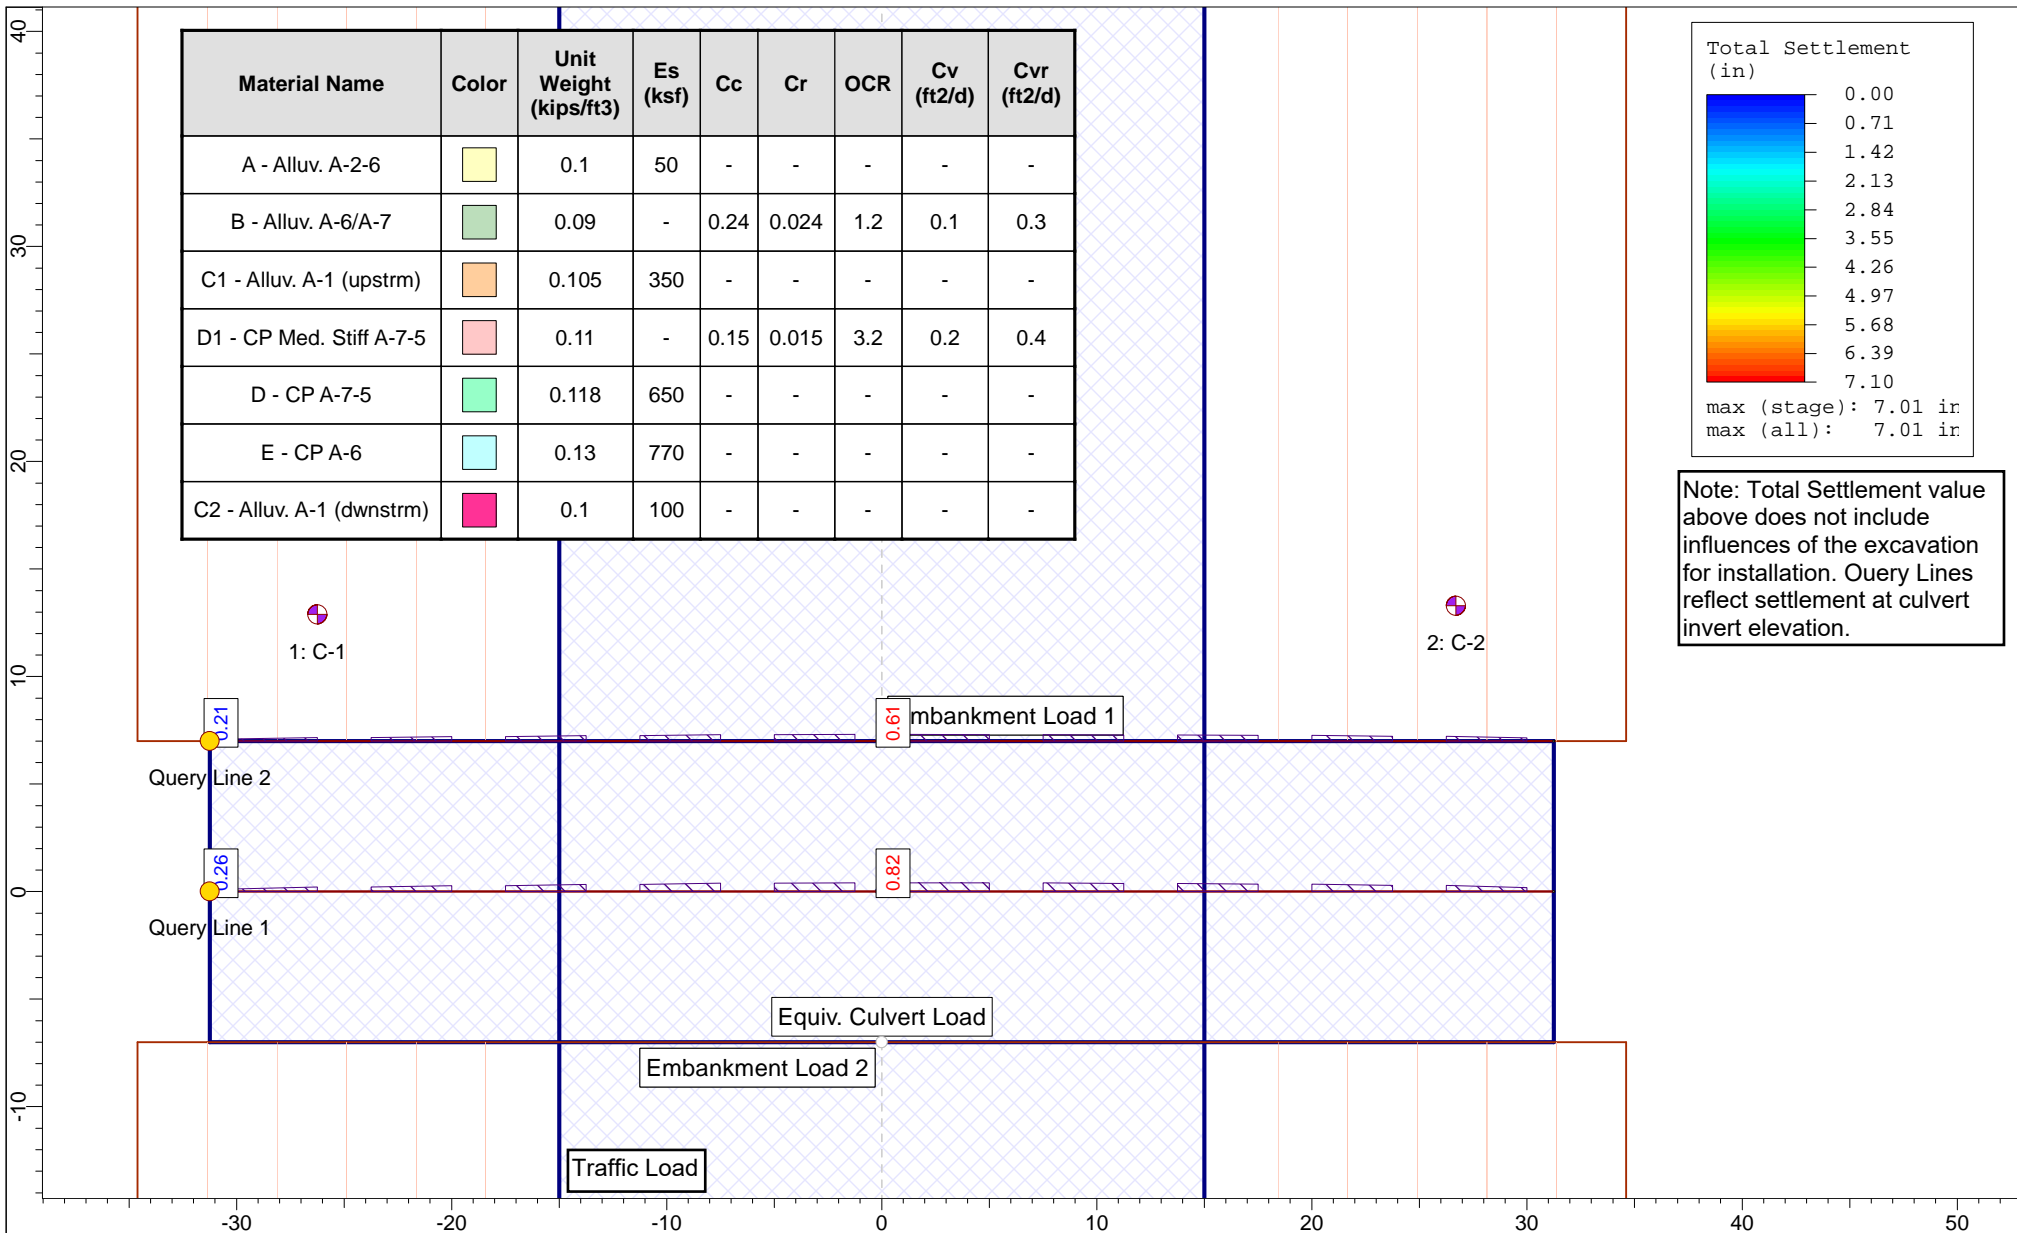 Material Name Color Unit Weight (kips/ft3) Es (ksf) Cc Cr OCR Cv (ft2/d) Cvr (ft2/d)
A - Alluv. A-2-6 0.1 50 - - - - -
B - Alluv. A-6/A-7 0.09 - 0.24 0.024 1.2 0.1 0.3
C1 - Alluv. A-1 (upstrm) 0.105 350 - - - - -
D1 - CP Med. Stiff A-7-5 0.11 - 0.15 0.015 3.2 0.2 0.4
D - CP A-7-5 0.118 650 - - - - -
E - CP A-6 0.13 770 - - - - -
C2 - Alluv. A-1 (dwnstrm) 0.1 100 - - - - -
Total Settlement
(in)
0.00
0.71
1.42
2.13
2.84
3.55
4.26
4.97
5.68
6.39
7.10
max (stage): 7.01 in
max (all): 7.01 in
Note: Total Settlement value
above does not include
influences of the excavation
for installation. Query Lines
reflect settlement at culvert
invert elevation.
1: C-1
2: C-2
0.21
0.61
mbankment Load 1
Query Line 2
0.26
0.82
Query Line 1
Equiv. Culvert Load
Embankment Load 2
Traffic Load
40
30
20
10
0
-10
-30 -20 -10 0 10 20 30 40 50